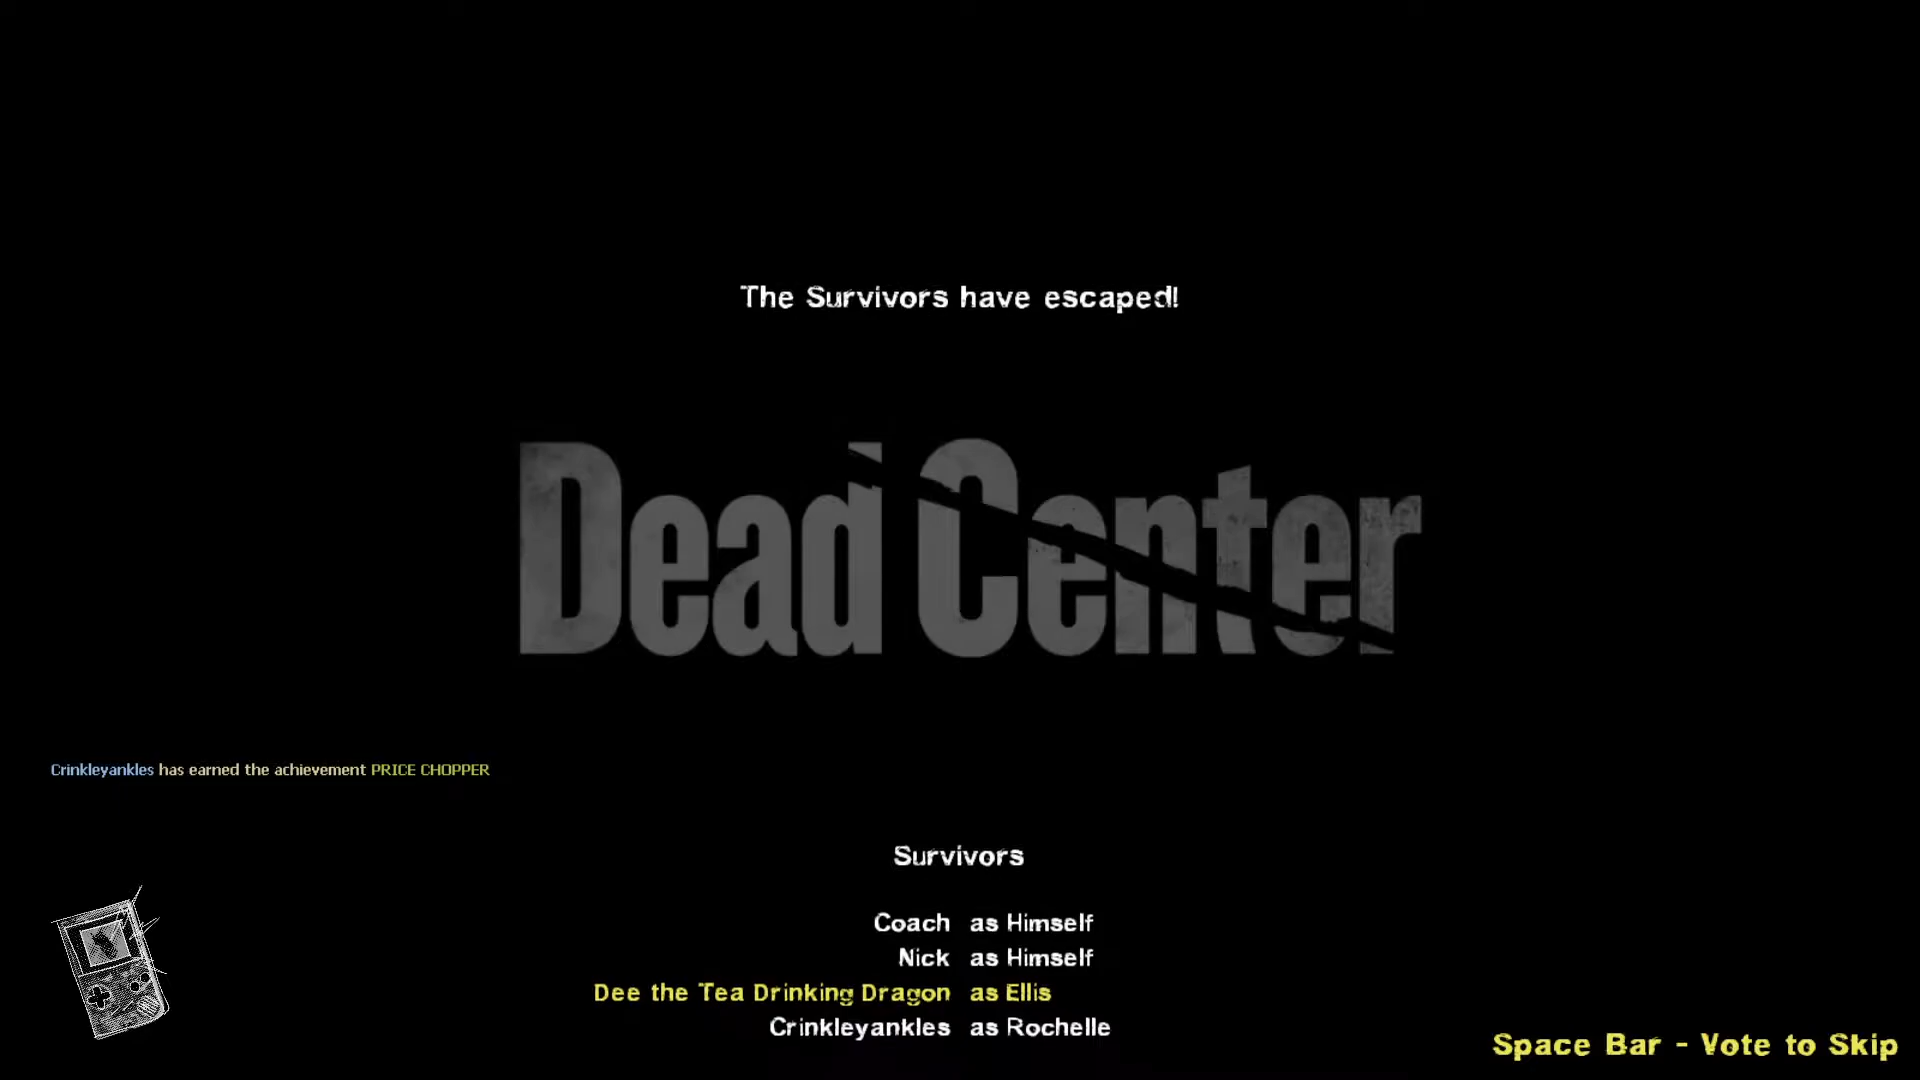 The Survivors have escaped!
Dead Center
Crinkleyankles has earned the achievement PRICE CHOPPER
Survivors
Coach as Himself
Nick as Himself
Dee the Tea Drinking Dragon as Ellis
Crinkleyankles as Rochelle
Space Bar - Vote to Skip